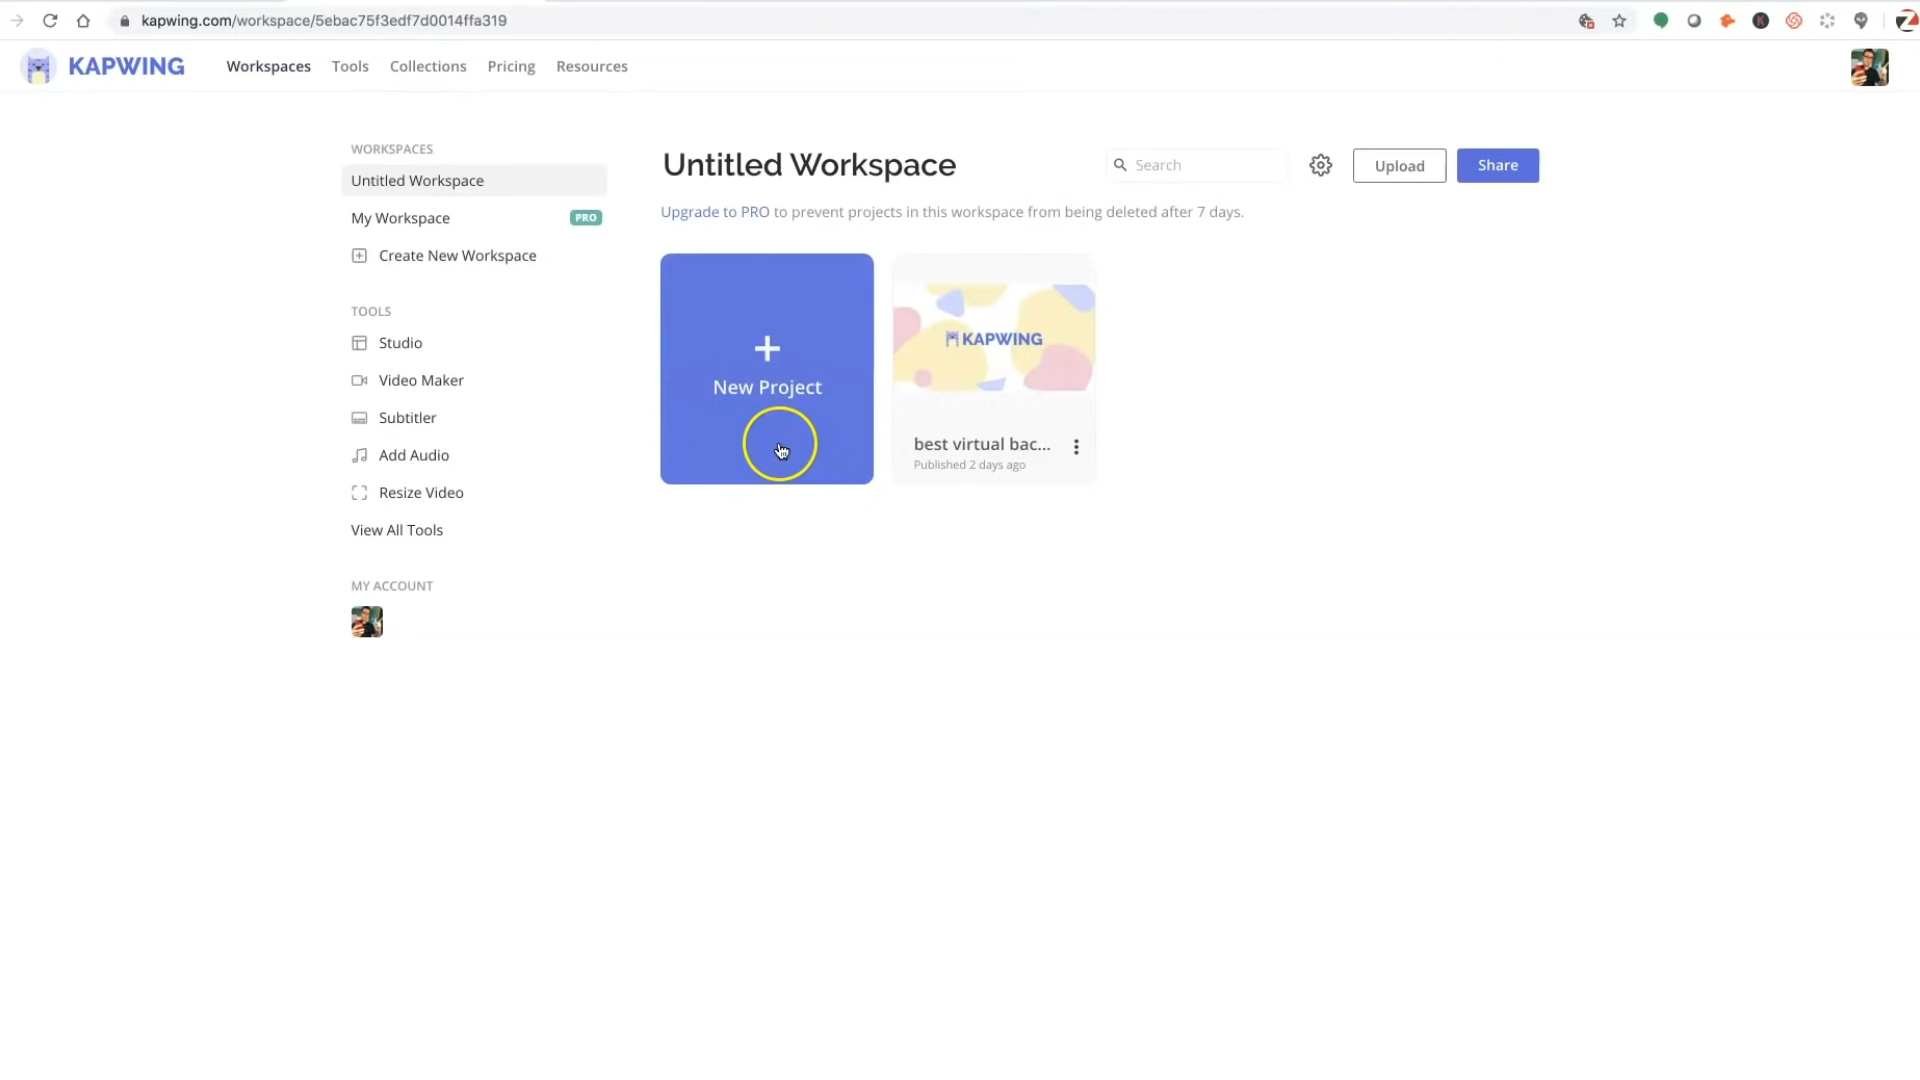 kapwing.com/workspace/5ebac75f3edf7d0014ffa319
KAPWING
Workspaces
Tools
Collections
Pricing
Resources
WORKSPACES
Untitled Workspace
My Workspace
PRO
Create New Workspace
TOOLS
Studio
Video Maker
Subtitler
Add Audio
Resize Video
View All Tools
MY ACCOUNT
Untitled Workspace
Search
Upload
Share
Upgrade to PRO to prevent projects in this workspace from being deleted after 7 days.
New Project
KAPWING
best virtual bac...
Published 2 days ago